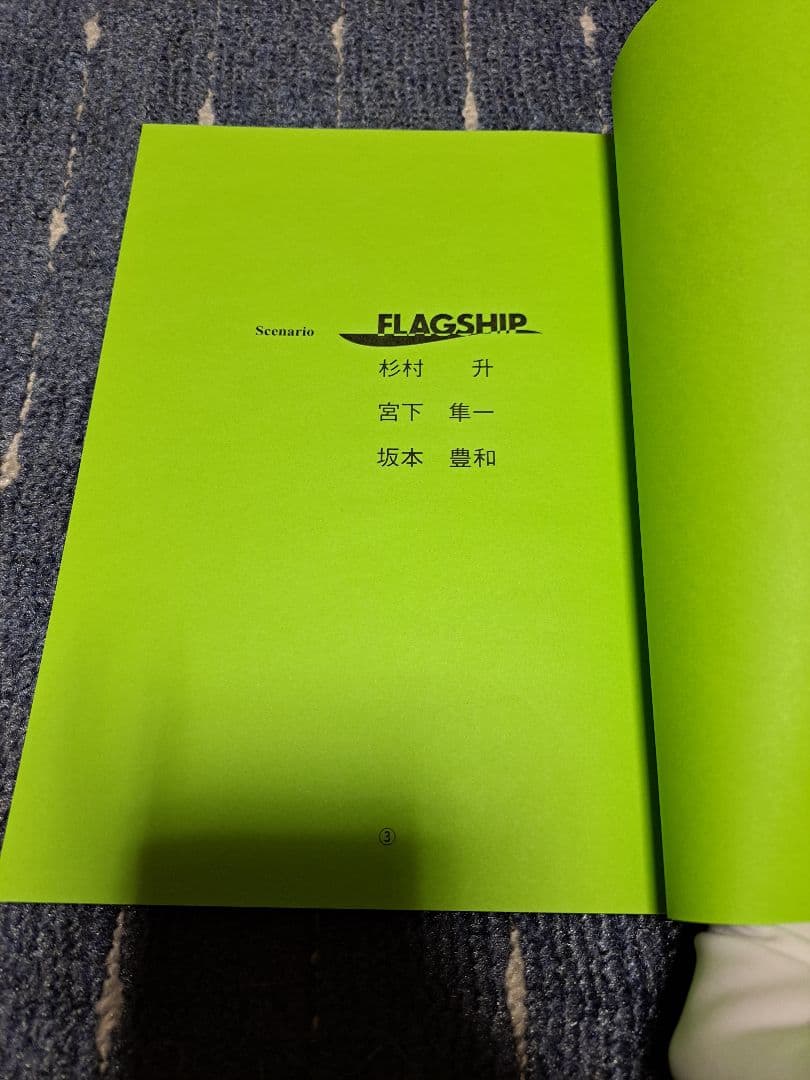 Scenario FLAGSHIP
杉村 升
宮下 隼一
坂本 豊和
③